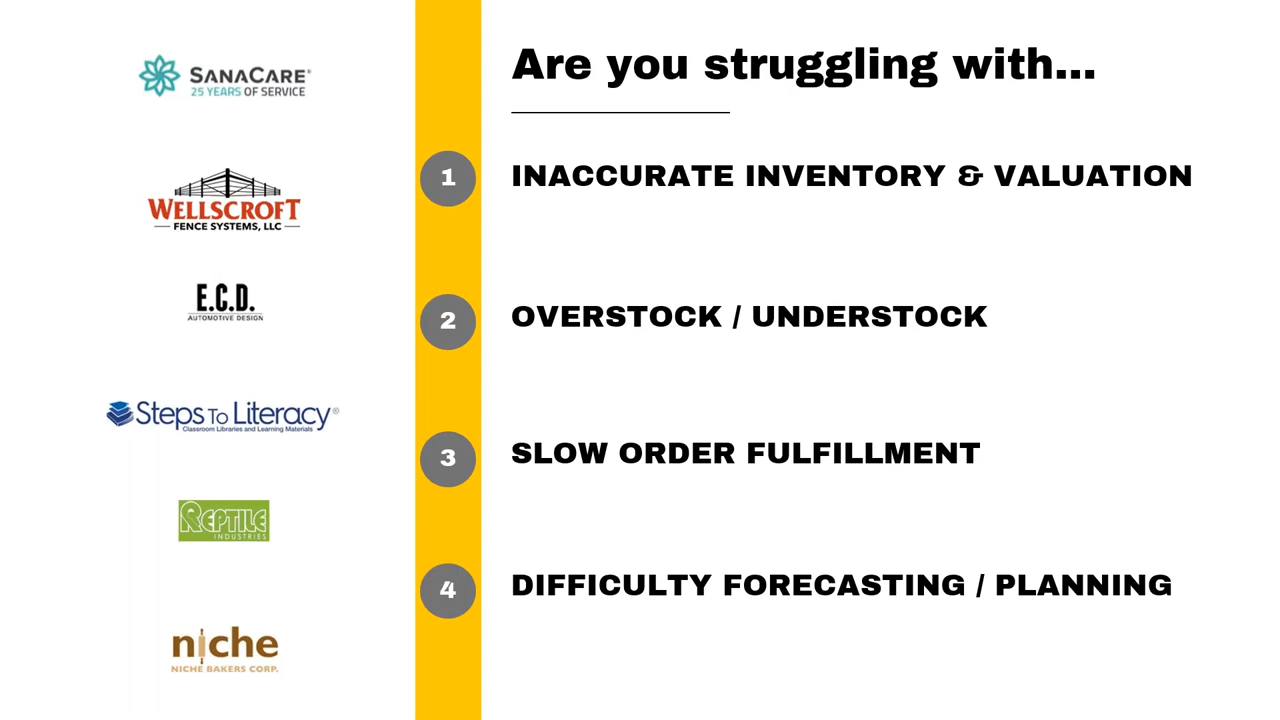 SANACARE®
25 YEARS OF SERVICE
WELLSCROFT
FENCE SYSTEMS, LLC
E.C.D.
AUTOMOTIVE DESIGN
Steps To Literacy®
Classroom Libraries and Learning Materials
REPTILE
INDUSTRIES
niche
NICHE BAKERS CORP.
Are you struggling with...
1 INACCURATE INVENTORY & VALUATION
2 OVERSTOCK / UNDERSTOCK
3 SLOW ORDER FULFILLMENT
4 DIFFICULTY FORECASTING / PLANNING